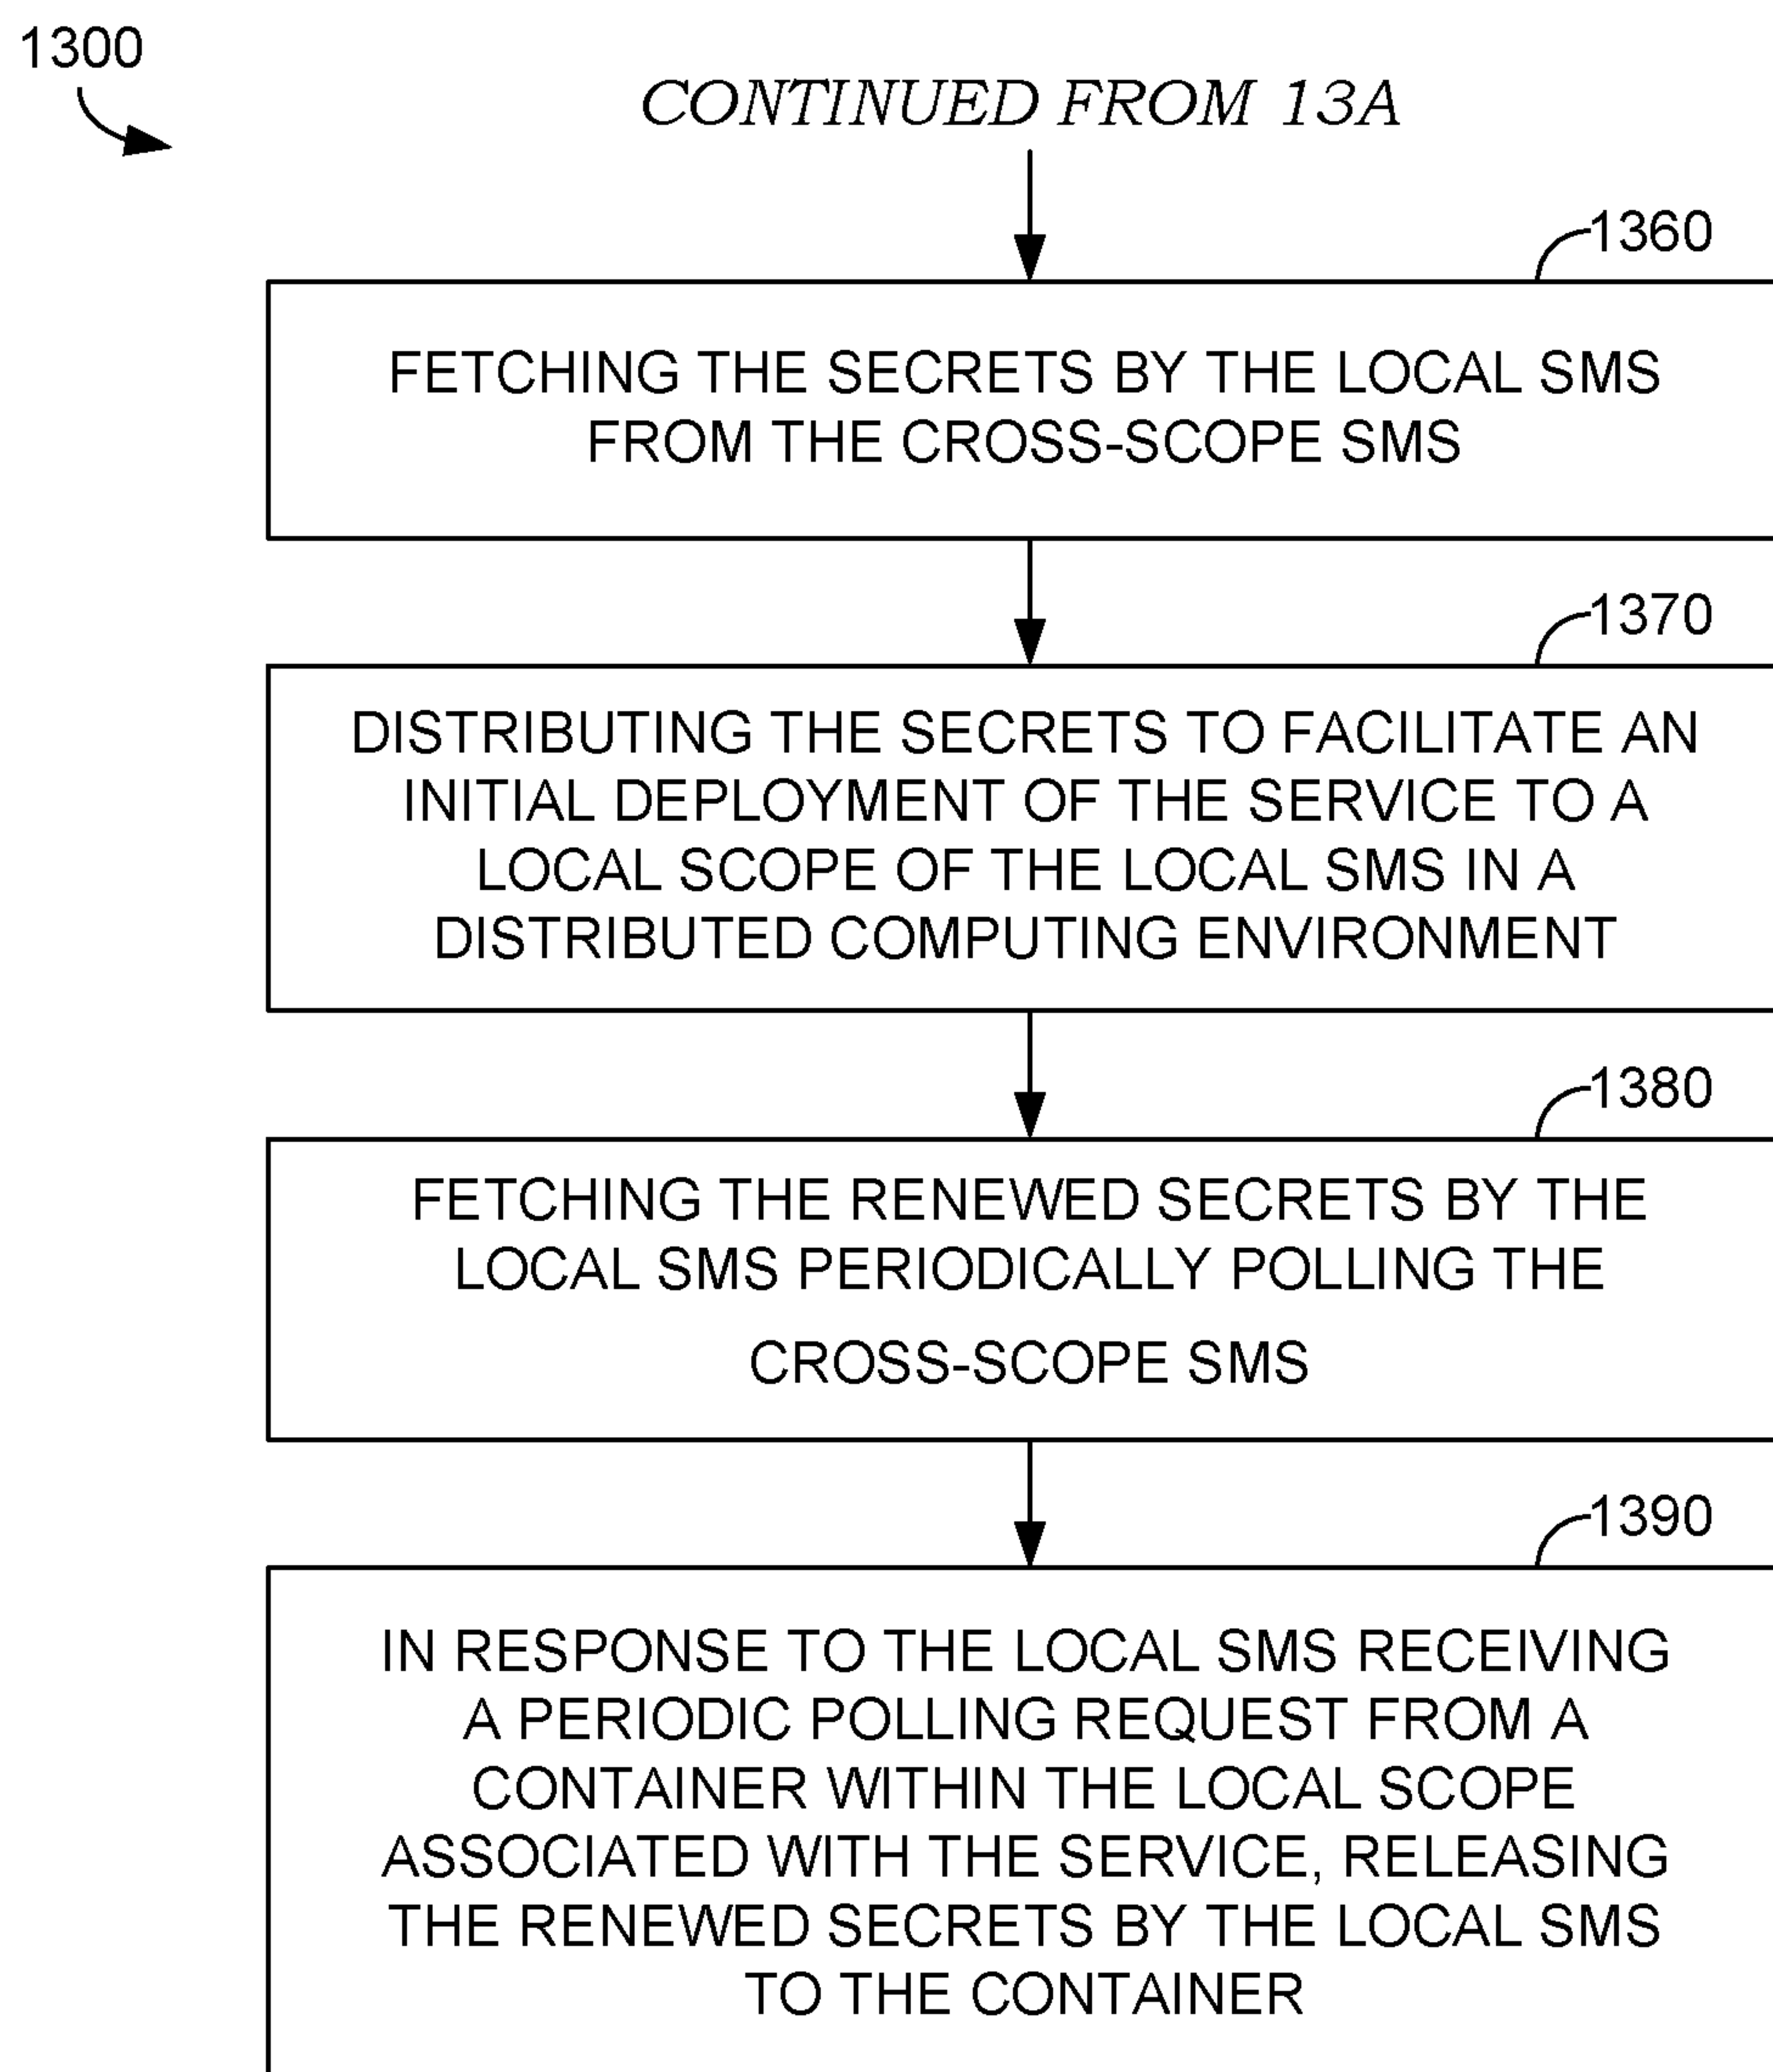 1300
CONTINUED FROM 13A
1360
FETCHING THE SECRETS BY THE LOCAL SMS
FROM THE CROSS-SCOPE SMS
1370
DISTRIBUTING THE SECRETS TO FACILITATE AN
INITIAL DEPLOYMENT OF THE SERVICE TO A
LOCAL SCOPE OF THE LOCAL SMS IN A
DISTRIBUTED COMPUTING ENVIRONMENT
1380
FETCHING THE RENEWED SECRETS BY THE
LOCAL SMS PERIODICALLY POLLING THE
CROSS-SCOPE SMS
1390
IN RESPONSE TO THE LOCAL SMS RECEIVING
A PERIODIC POLLING REQUEST FROM A
CONTAINER WITHIN THE LOCAL SCOPE
ASSOCIATED WITH THE SERVICE, RELEASING
THE RENEWED SECRETS BY THE LOCAL SMS
TO THE CONTAINER